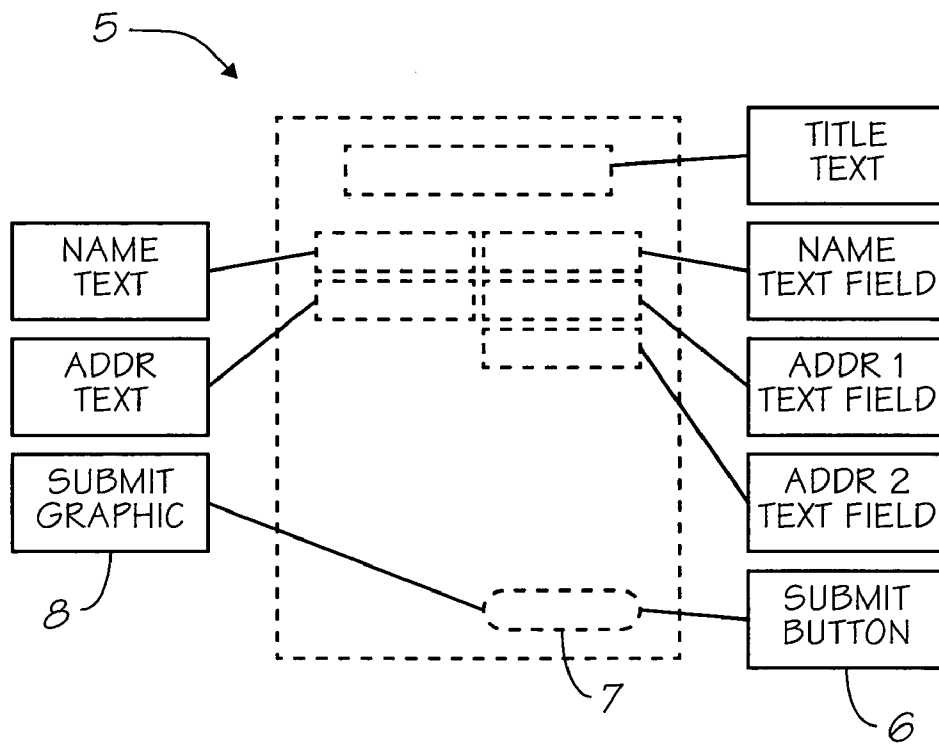 5
TITLE
TEXT
NAME
TEXT
NAME
TEXT FIELD
ADDR
TEXT
ADDR 1
TEXT FIELD
SUBMIT
GRAPHIC
ADDR 2
TEXT FIELD
8
SUBMIT
BUTTON
7
6